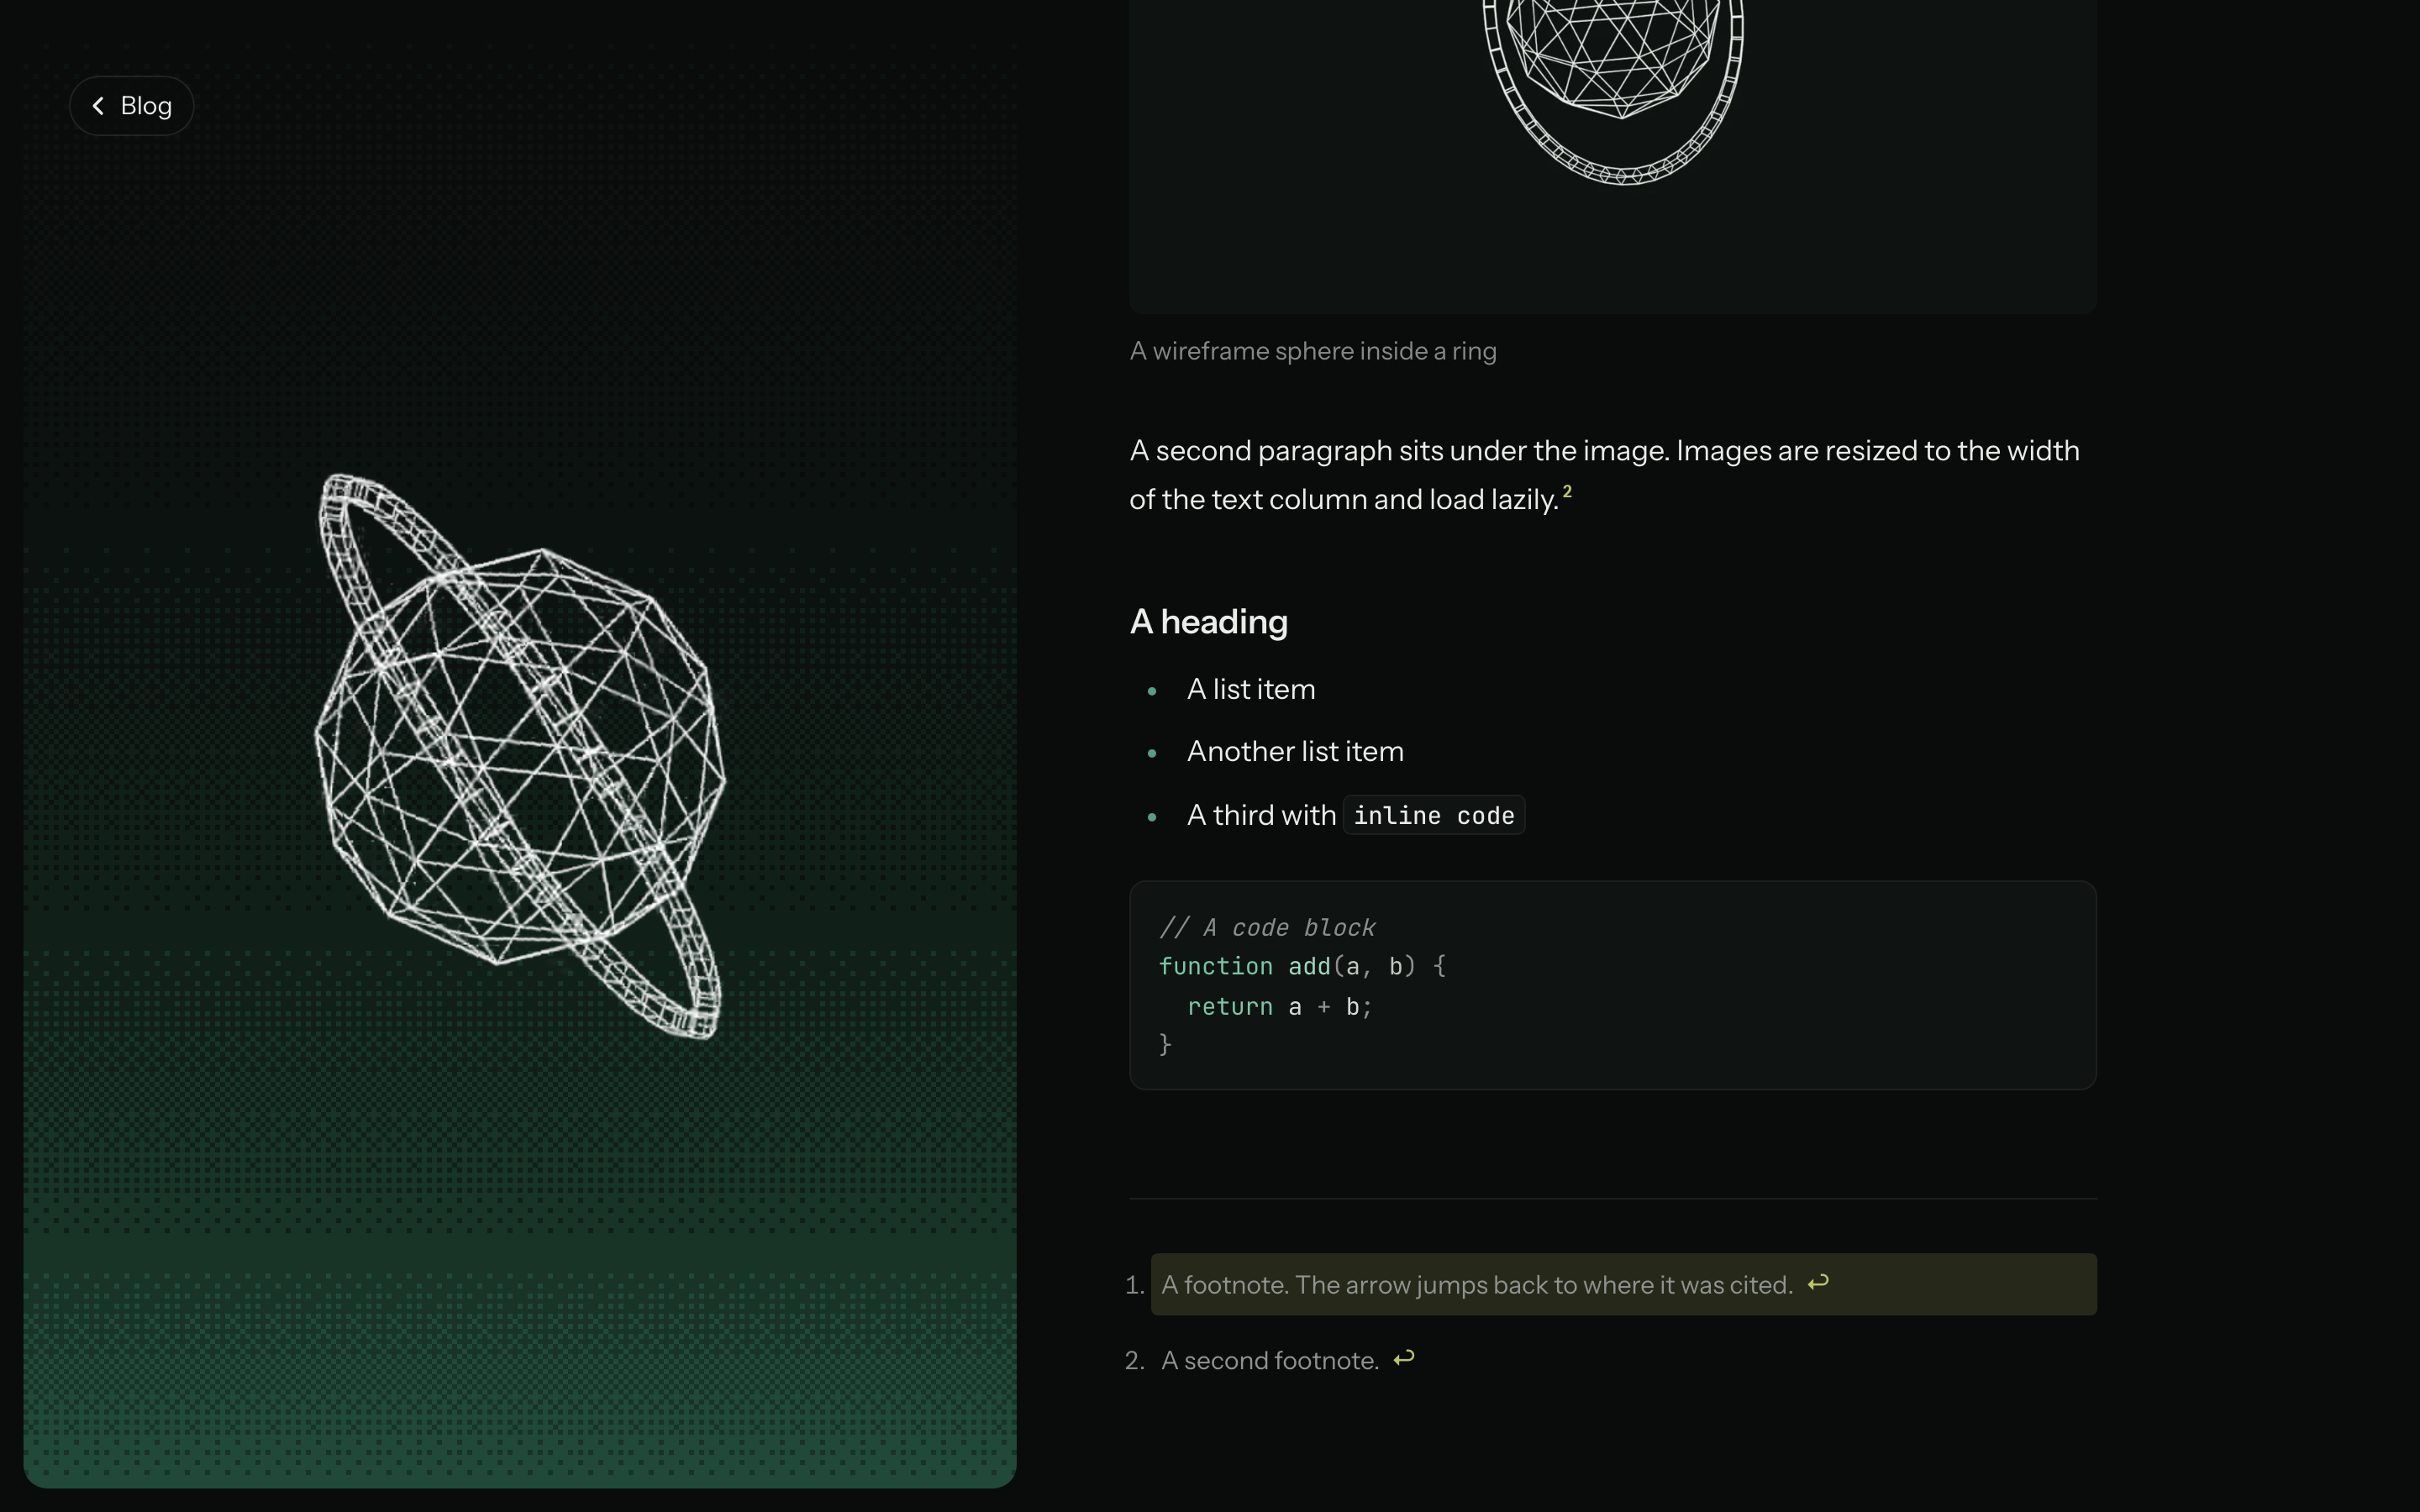 Blog
A wireframe sphere inside a ring
A second paragraph sits under the image. Images are resized to the width
of the text column and load lazily.2
A heading
• A list item
• Another list item
• A third with inline code
// A code block
function add(a, b) {
  return a + b;
}
1. A footnote. The arrow jumps back to where it was cited. ↩
2. A second footnote. ↩